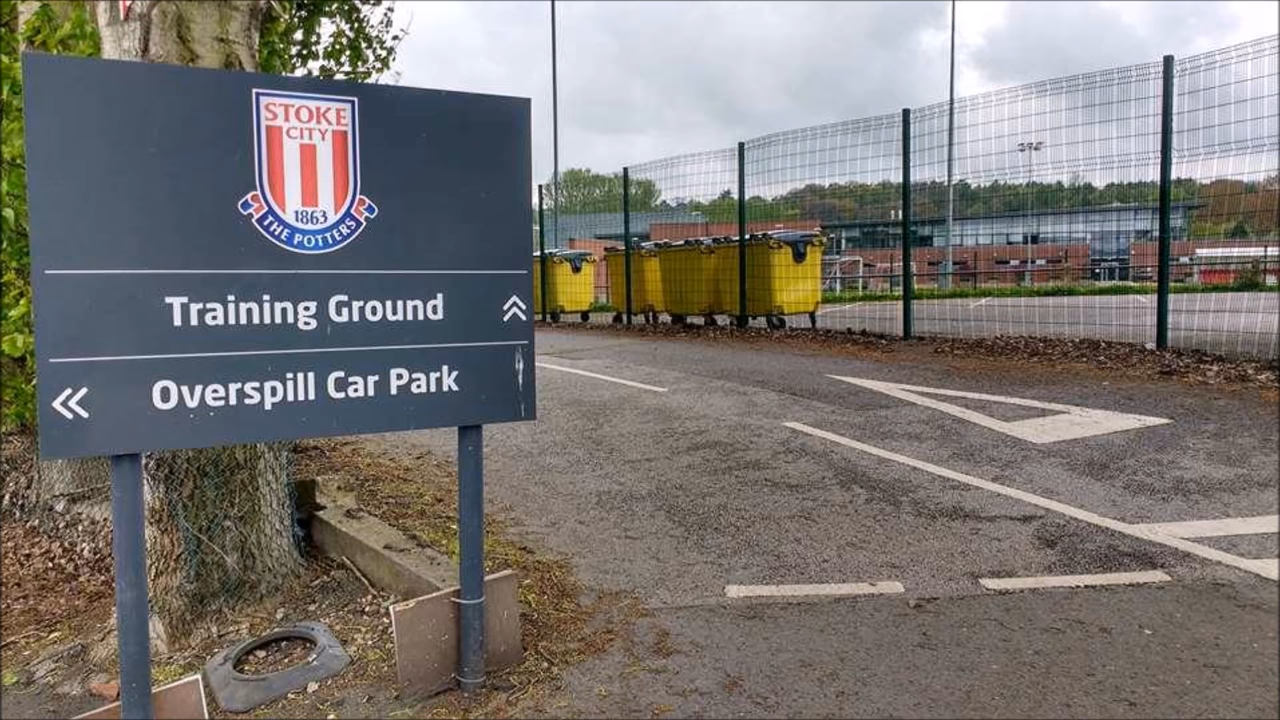 STOKE
CITY
1863
THE POTTERS
Training Ground
Overspill Car Park